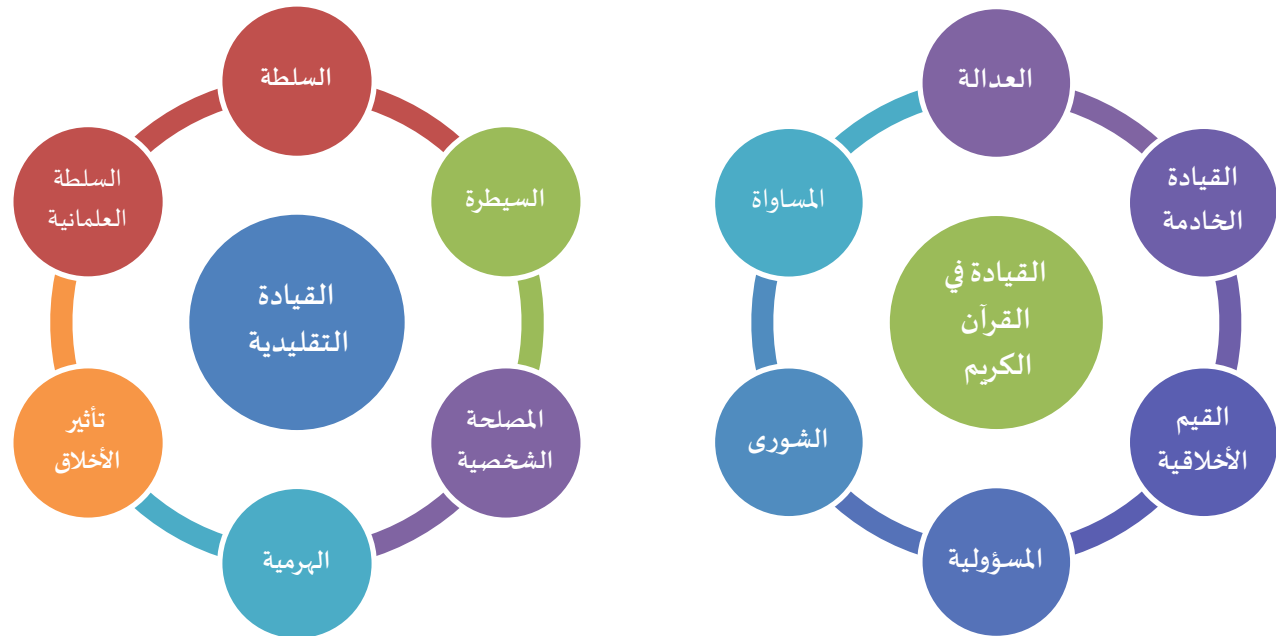 القيادة في
القرآن
الكريم
العدالة
القيادة
الخادمة
القيم
الأخلاقية
المسؤولية
الشورى
المساواة
القيادة
التقليدية
السلطة
السيطرة
المصلحة
الشخصية
الهرمية
تأثير
الأخلاق
السلطة
العلمانية